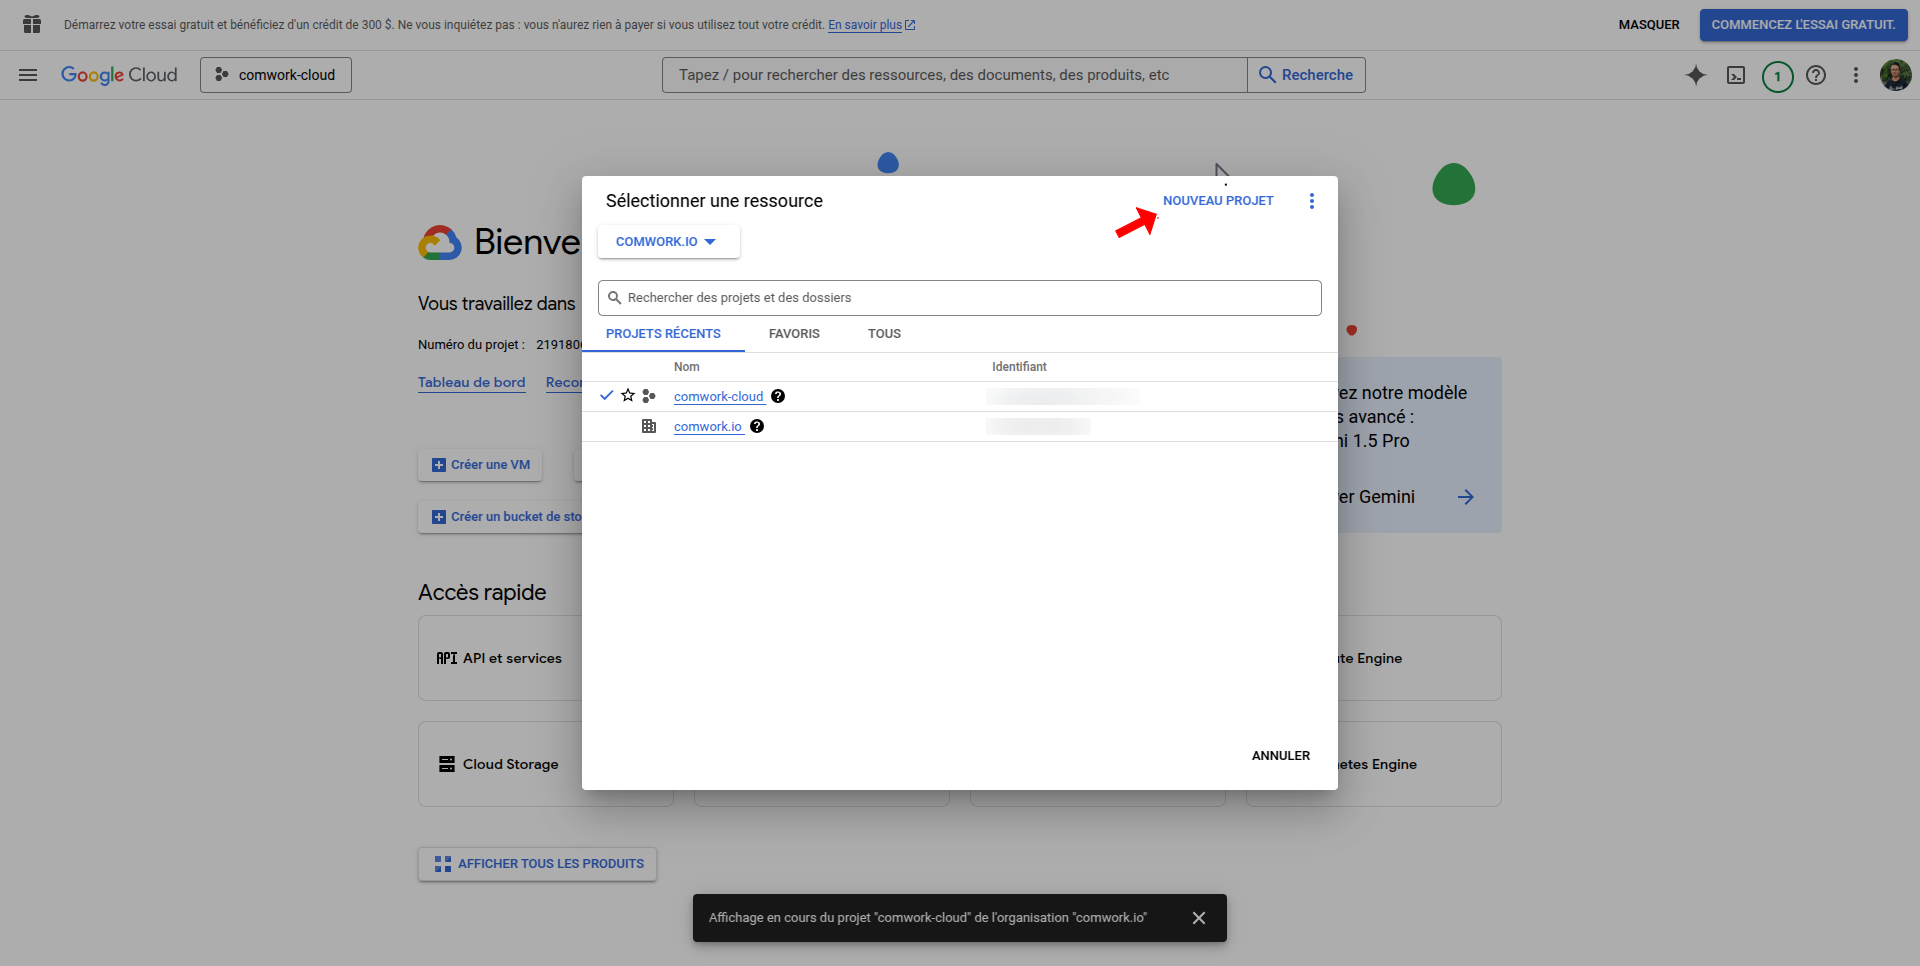 Démarrez votre essai gratuit et bénéficiez d'un crédit de 300 $. Ne vous inquiétez pas : vous n'aurez rien à payer si vous utilisez tout votre crédit. En savoir plus
MASQUER
COMMENCEZ L'ESSAI GRATUIT.
Google Cloud
comwork-cloud
Tapez / pour rechercher des ressources, des documents, des produits, etc
Recherche
1
Sélectionner une ressource
NOUVEAU PROJET
COMWORK.IO
Bienve
Rechercher des projets et des dossiers
Vous travaillez dans
PROJETS RÉCENTS
FAVORIS
TOUS
Numéro du projet :
Nom
Identifiant
Tableau de bord
comwork-cloud
comwork.io
ez notre modèle
s avancé :
1.5 Pro
Créer une VM
er Gemini
Créer un bucket de sto
Accès rapide
API et services
te Engine
ANNULER
Cloud Storage
etes Engine
AFFICHER TOUS LES PRODUITS
Affichage en cours du projet "comwork-cloud" de l'organisation "comwork.io"